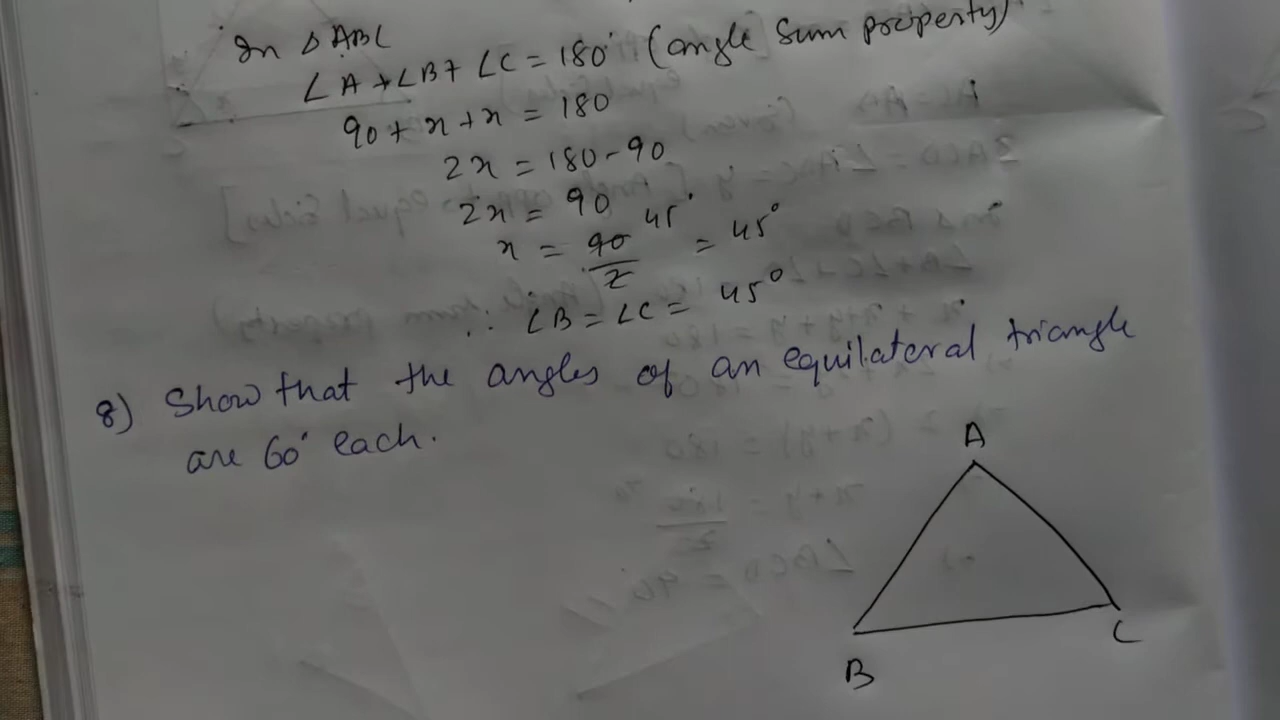 In △ ABC
∠A + ∠B + ∠C = 180° (angle sum property)
90 + x + x = 180
2x = 180 - 90
2x = 90
x = 90/2 45° = 45°
∴ ∠B = ∠C = 45°
8) Show that the angles of an equilateral triangle
are 60° each.
A
B
C